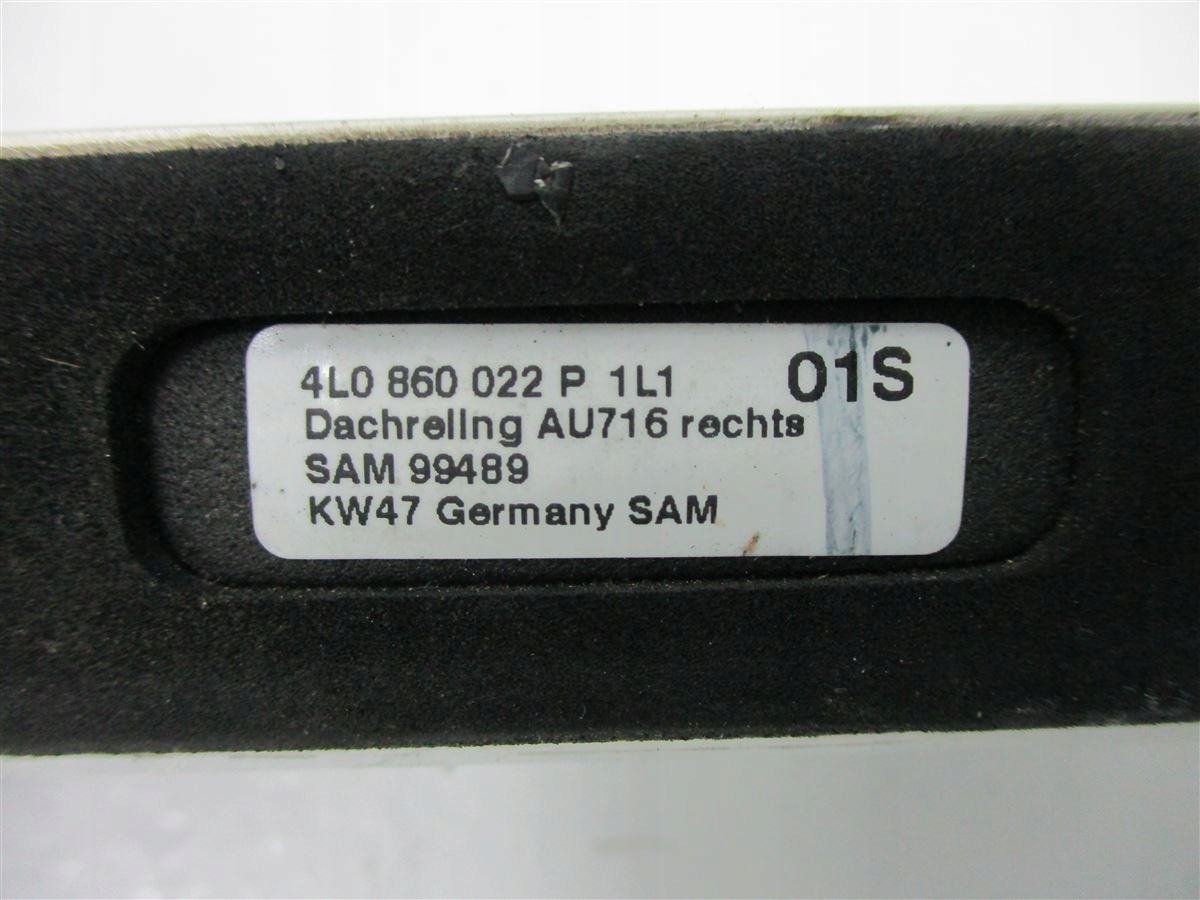 4L0 860 022 P 1L1 01S
Dachreling AU716 rechts
SAM 99489
KW47 Germany SAM